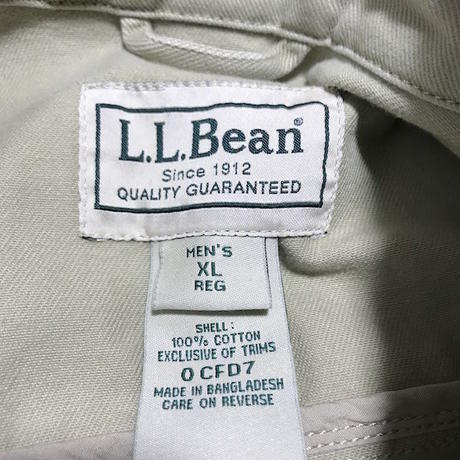 L.L.Bean®
Since 1912
QUALITY GUARANTEED
MEN'S
XL
REG
SHELL:
100% COTTON
EXCLUSIVE OF TRIMS
0 CFD7
MADE IN BANGLADESH
CARE ON REVERSE